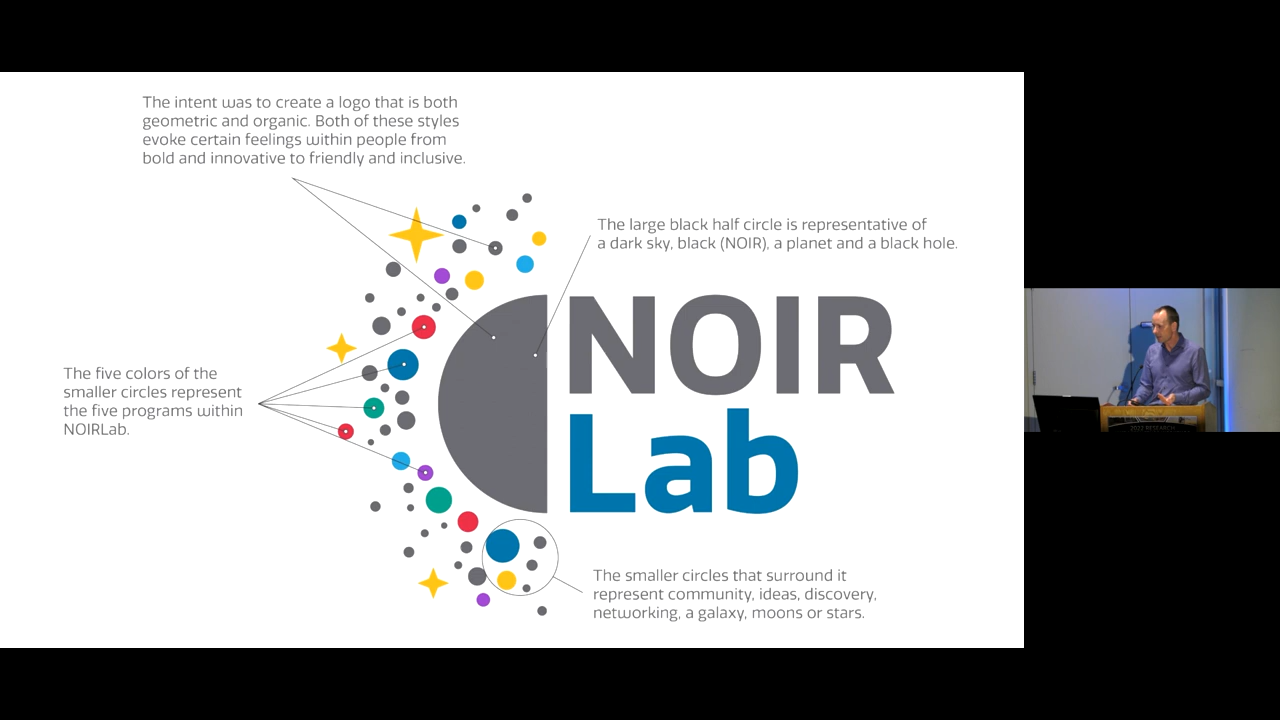 The intent was to create a logo that is both
geometric and organic. Both of these styles
evoke certain feelings within people from
bold and innovative to friendly and inclusive.
The large black half circle is representative of
a dark sky, black (NOIR), a planet and a black hole.
NOIR
Lab
The five colors of the
smaller circles represent
the five programs within
NOIRLab.
The smaller circles that surround it
represent community, ideas, discovery,
networking, a galaxy, moons or stars.
2022 RESEARCH